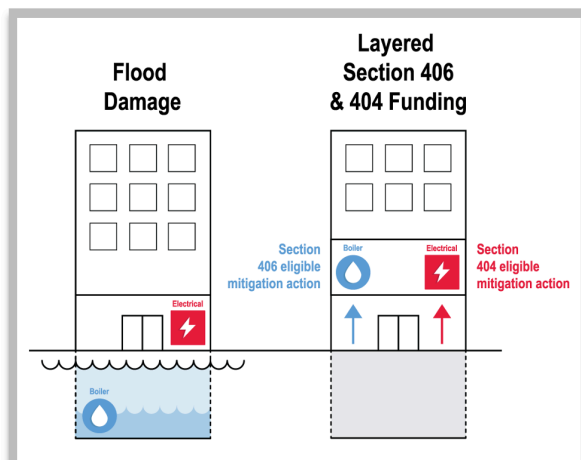 Flood
Damage
Layered
Section 406
& 404 Funding
Section
406 eligible
mitigation action
Boiler
Electrical
Section
404 eligible
mitigation action
Electrical
Boiler